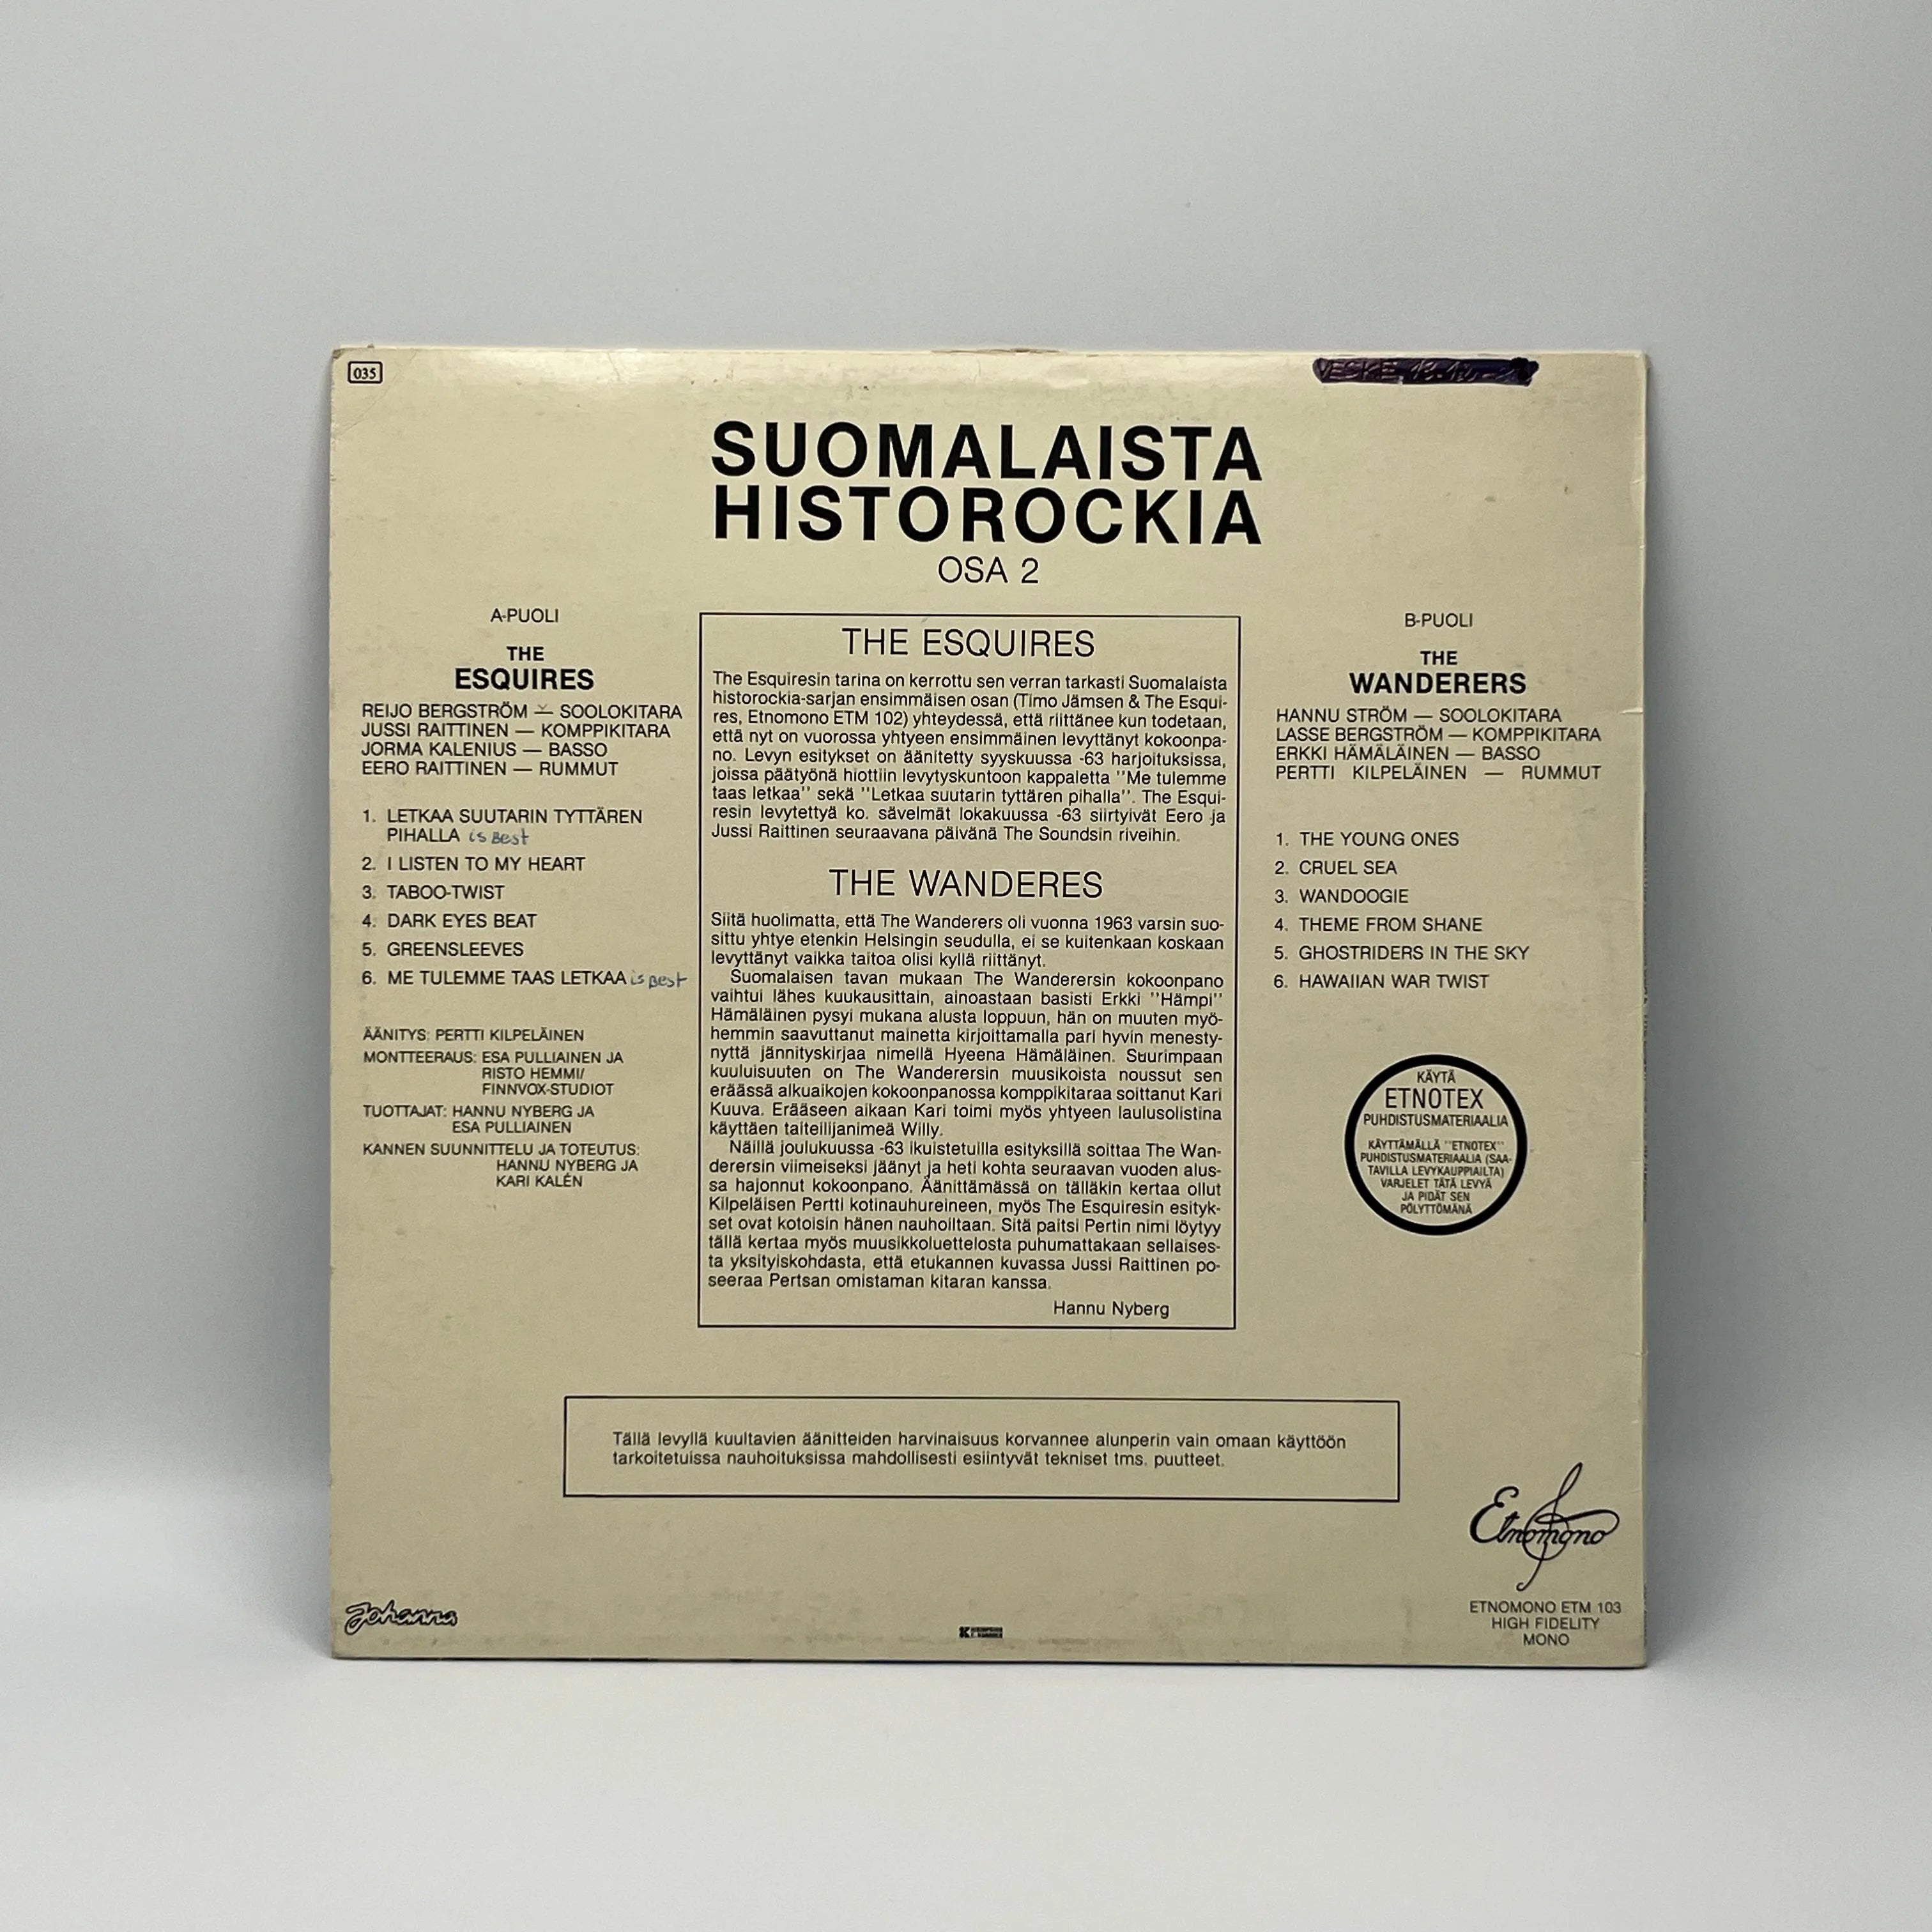 035
SUOMALAISTA
HISTOROCKIA
OSA 2
A-PUOLI
THE
ESQUIRES
REIJO BERGSTRÖM — SOOLOKITARA
JUSSI RAITTINEN — KOMPPIKITARA
JORMA KALENIUS — BASSO
EERO RAITTINEN — RUMMUT
1. LETKAA SUUTARIN TYTTÄREN
PIHALLA is Best
2. I LISTEN TO MY HEART
3. TABOO-TWIST
4. DARK EYES BEAT
5. GREENSLEEVES
6. ME TULEMME TAAS LETKAA is Best
ÄÄNITYS: PERTTI KILPELÄINEN
MONTTEERAUS: ESA PULLIAINEN JA
RISTO HEMMI/
FINNVOX-STUDIOT
TUOTTAJAT: HANNU NYBERG JA
ESA PULLIAINEN
KANNEN SUUNNITTELU JA TOTEUTUS:
HANNU NYBERG JA
KARI KALÉN
THE ESQUIRES
The Esquiresin tarina on kerrottu sen verran tarkasti Suomalaista
historockia-sarjan ensimmäisen osan (Timo Jämsen & The Esqui-
res, Etnomono ETM 102) yhteydessä, että riittänee kun todetaan,
että nyt on vuorossa yhtyeen ensimmäinen levyttänyt kokoonpa-
no. Levyn esitykset on äänitetty syyskuussa -63 harjoituksissa,
joissa päätyönä hiottiin levytyskuntoon kappaletta "Me tulemme
taas letkaa" sekä "Letkaa suutarin tyttären pihalla". The Esqui-
resin levytettyä ko. sävelmät lokakuussa -63 siirtyivät Eero ja
Jussi Raittinen seuraavana päivänä The Soundsin riveihin.
THE WANDERES
Siitä huolimatta, että The Wanderers oli vuonna 1963 varsin suo-
sittu yhtye etenkin Helsingin seudulla, ei se kuitenkaan koskaan
levyttänyt vaikka taitoa olisi kyllä riittänyt.
Suomalaisen tavan mukaan The Wanderersin kokoonpano
vaihtui lähes kuukausittain, ainoastaan basisti Erkki "Hämpi"
Hämäläinen pysyi mukana alusta loppuun, hän on muuten myö-
hemmin saavuttanut mainetta kirjoittamalla pari hyvin menesty-
nyttä jännityskirjaa nimellä Hyeena Hämäläinen. Suurimpaan
kuuluisuuten on The Wanderersin muusikoista noussut sen
eräässä alkuaikojen kokoonpanossa komppikitaraa soittanut Kari
Kuuva. Erääseen aikaan Kari toimi myös yhtyeen laulusolistina
käyttäen taiteilijanimeä Willy.
Näillä joulukuussa -63 ikuistetuilla esityksillä soittaa The Wan-
derersin viimeiseksi jäänyt ja heti kohta seuraavan vuoden alus-
sa hajonnut kokoonpano. Äänittämässä on tälläkin kertaa ollut
Kilpeläisen Pertti kotinauhureineen, myös The Esquiresin esityk-
set ovat kotoisin hänen nauhoiltaan. Sitä paitsi Pertin nimi löytyy
tällä kertaa myös muusikkoluettelosta puhumattakaan sellaises-
ta yksityiskohdasta, että etukannen kuvassa Jussi Raittinen po-
seeraa Pertsan omistaman kitaran kanssa.
Hannu Nyberg
B-PUOLI
THE
WANDERERS
HANNU STRÖM — SOOLOKITARA
LASSE BERGSTRÖM — KOMPPIKITARA
ERKKI HÄMÄLÄINEN — BASSO
PERTTI KILPELÄINEN — RUMMUT
1. THE YOUNG ONES
2. CRUEL SEA
3. WANDOOGIE
4. THEME FROM SHANE
5. GHOSTRIDERS IN THE SKY
6. HAWAIIAN WAR TWIST
KÄYTÄ
ETNOTEX
PUHDISTUSMATERIAALIA
KÄYTTÄMÄLLÄ "ETNOTEX"
PUHDISTUSMATERIAALIA (SAA-
TAVILLA LEVYKAUPPIAILTA)
VARJELET TÄTÄ LEVYÄ
JA PIDÄT SEN
PÖLYTTÖMÄNÄ
Tällä levyllä kuultavien äänitteiden harvinaisuus korvannee alunperin vain omaan käyttöön
tarkoitetuissa nauhoituksissa mahdollisesti esiintyvät tekniset tms. puutteet.
Johanna
Etnomono
ETNOMONO ETM 103
HIGH FIDELITY
MONO